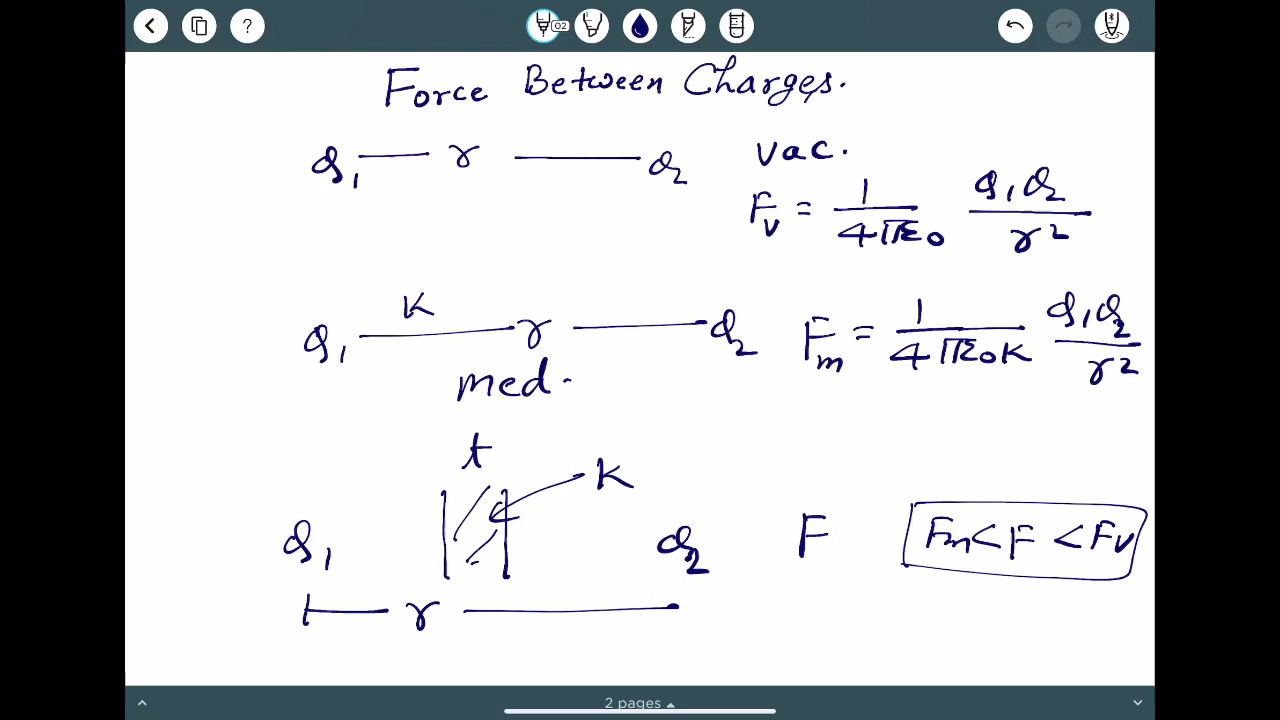 ?
02
Force Between Charges.
Q₁ r Q₂ vac.
Fᵥ = 1/4πε₀ Q₁Q₂/r²
K
Q₁ r Q₂ Fₘ = 1/4πε₀K Q₁Q₂/r²
med.
t
K
Q₁ Q₂ F Fₘ < F < Fᵥ
r
2 pages